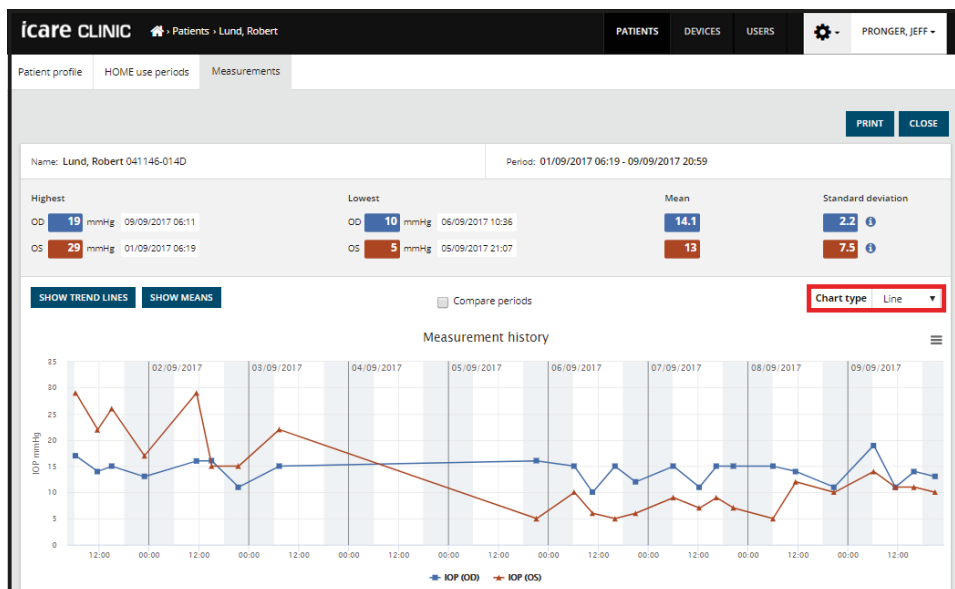 icare CLINIC › Patients › Lund, Robert PATIENTS DEVICES USERS PRONGER, JEFF
Patient profile HOME use periods Measurements
PRINT CLOSE
Name: Lund, Robert 041146-014D Period: 01/09/2017 06:19 - 09/09/2017 20:59
Highest Lowest Mean Standard deviation
OD 19 mmHg 09/09/2017 06:11 OD 10 mmHg 06/09/2017 10:36 14.1 2.2
OS 29 mmHg 01/09/2017 06:19 OS 5 mmHg 05/09/2017 21:07 13 7.5
SHOW TREND LINES SHOW MEANS Compare periods Chart type Line
Measurement history
35
02/09/2017 03/09/2017 04/09/2017 05/09/2017 06/09/2017 07/09/2017 08/09/2017 09/09/2017
30
25
20
IOP mmHg
15
10
5
0
12:00 00:00 12:00 00:00 12:00 00:00 12:00 00:00 12:00 00:00 12:00 00:00 12:00 00:00 12:00 00:00 12:00
IOP (OD) IOP (OS)